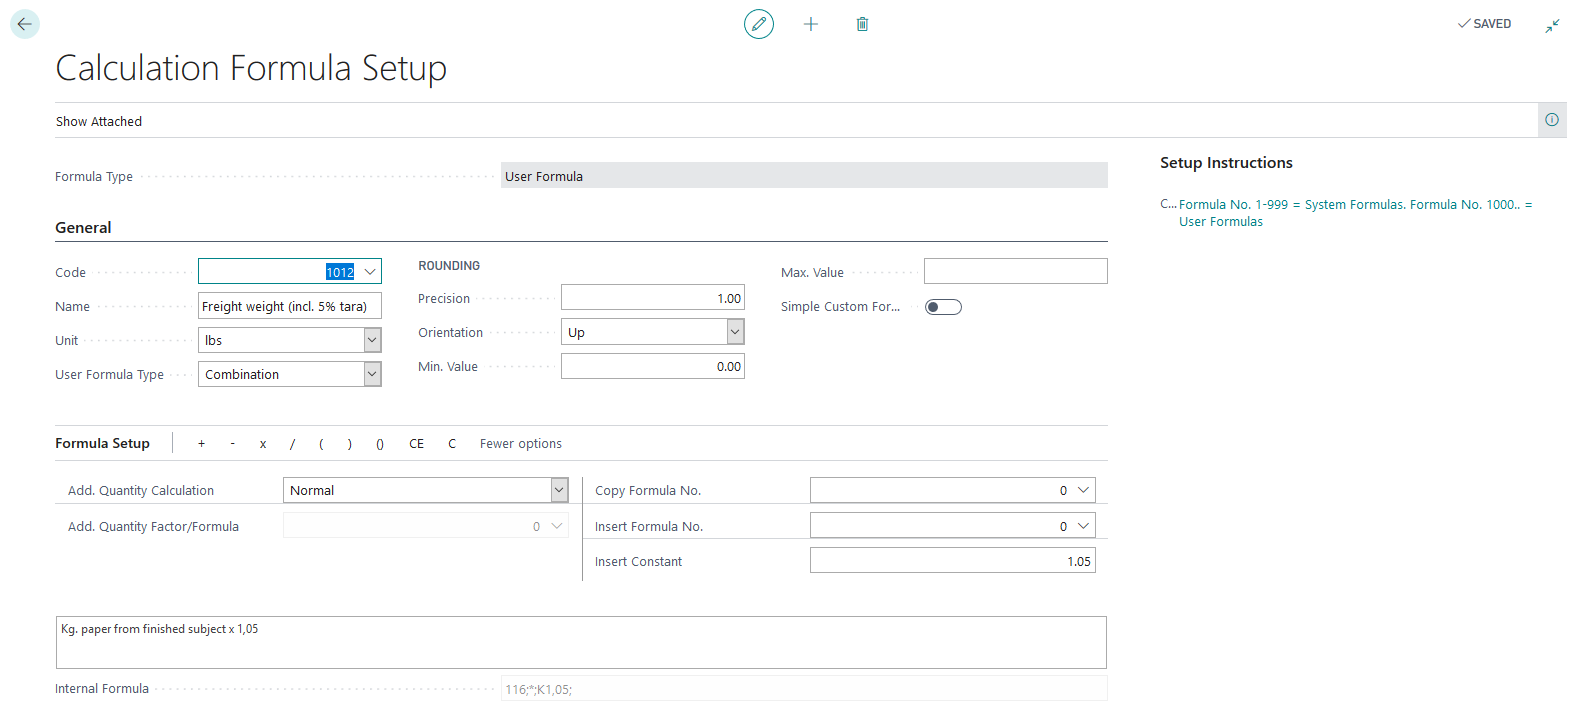 SAVED
Calculation Formula Setup
Show Attached
Formula Type
User Formula
Setup Instructions
C... Formula No. 1-999 = System Formulas. Formula No. 1000.. =
User Formulas
General
Code
1012
Name
Freight weight (incl. 5% tara)
Unit
lbs
User Formula Type
Combination
ROUNDING
Precision
1.00
Orientation
Up
Min. Value
0.00
Max. Value
Simple Custom For...
Formula Setup + - x / ( ) () CE C Fewer options
Add. Quantity Calculation
Normal
Add. Quantity Factor/Formula
0
Copy Formula No.
0
Insert Formula No.
0
Insert Constant
1.05
Kg. paper from finished subject x 1,05
Internal Formula
116;*;K1,05;